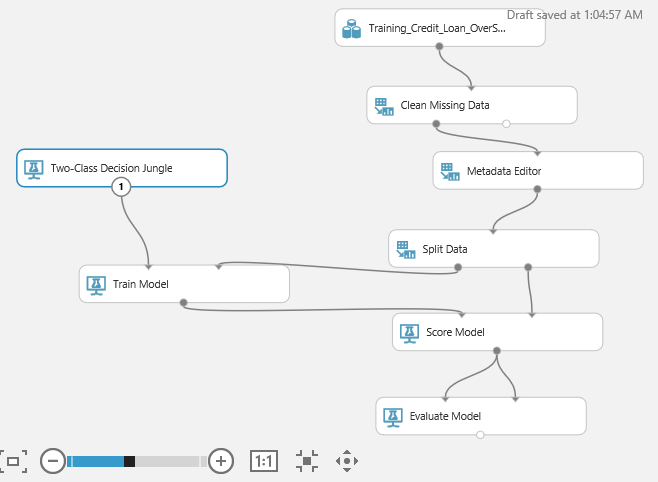 Draft saved at 1:04:57 AM
Training_Credit_Loan_OverS...
Clean Missing Data
Two-Class Decision Jungle
Metadata Editor
1
Split Data
Train Model
Score Model
Evaluate Model
1:1